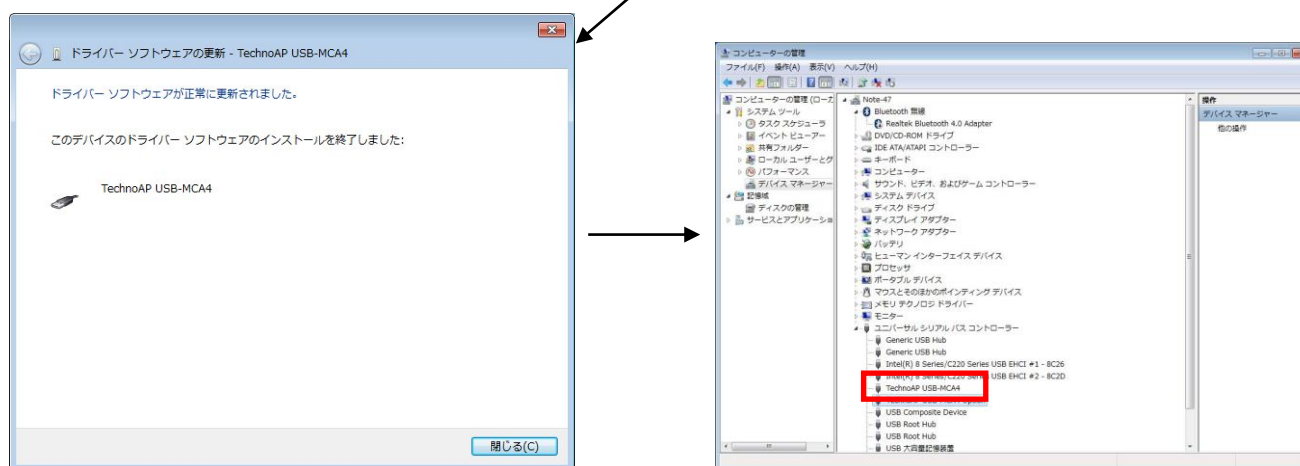 ドライバー ソフトウェアの更新 - TechnoAP USB-MCA4
ドライバー ソフトウェアが正常に更新されました。
このデバイスのドライバー ソフトウェアのインストールを終了しました:
TechnoAP USB-MCA4
閉じる(C)
コンピューターの管理
ファイル(F) 操作(A) 表示(V) ヘルプ(H)
コンピューターの管理 (ローカ
システム ツール
タスク スケジューラ
イベント ビューアー
共有フォルダー
ローカル ユーザーとグ
パフォーマンス
デバイス マネージャー
記憶域
ディスクの管理
サービスとアプリケーショ
Note-47
Bluetooth 無線
Realtek Bluetooth 4.0 Adapter
DVD/CD-ROM ドライブ
IDE ATA/ATAPI コントローラー
キーボード
コンピューター
サウンド、ビデオ、およびゲーム コントローラー
システム デバイス
ディスク ドライブ
ディスプレイ アダプター
ネットワーク アダプター
バッテリ
ヒューマン インターフェイス デバイス
プロセッサ
ポータブル デバイス
マウスとそのほかのポインティング デバイス
メモリ テクノロジ ドライバー
モニター
ユニバーサル シリアル バス コントローラー
Generic USB Hub
Generic USB Hub
Intel(R) 8 Series/C220 Series USB EHCI #1 - 8C26
Intel(R) 8 Series/C220 Series USB EHCI #2 - 8C2D
TechnoAP USB-MCA4
USB Composite Device
USB Root Hub
USB Root Hub
USB 大容量記憶装置
操作
デバイス マネージャー
他の操作